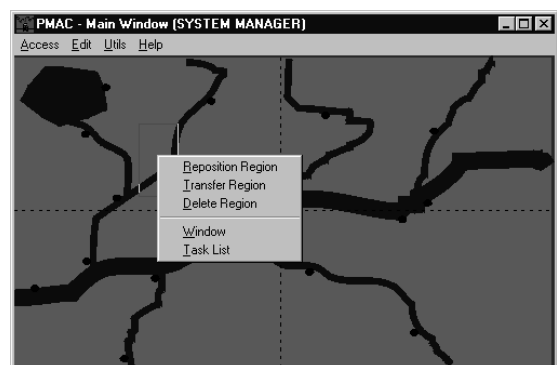 PMAC - Main Window (SYSTEM MANAGER)
Access Edit Utils Help
Reposition Region
Transfer Region
Delete Region
Window
Task List